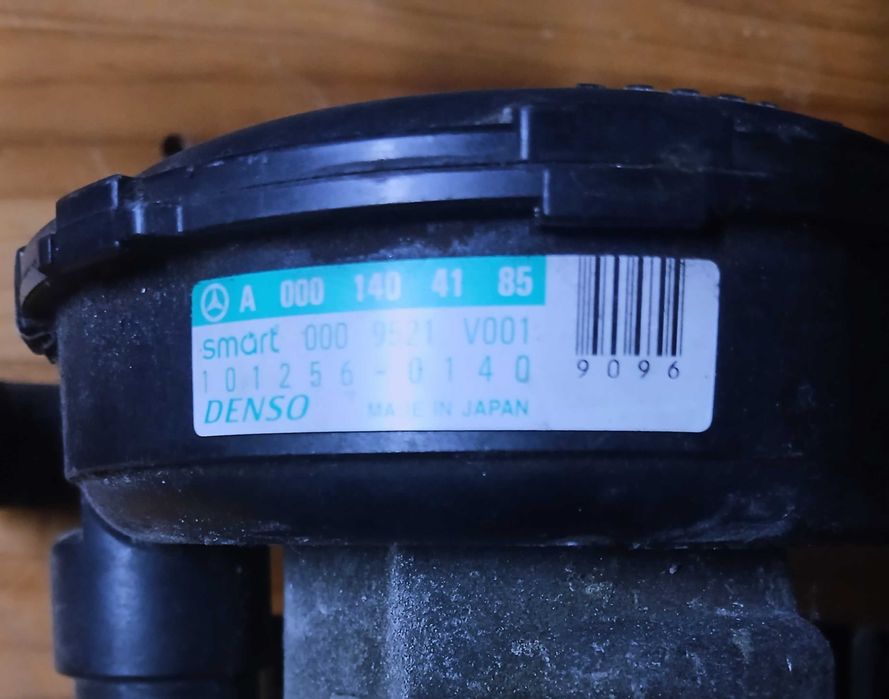 A 000 140 41 85
smart 000 9521 V001
101256-0140
DENSO MADE IN JAPAN
9096